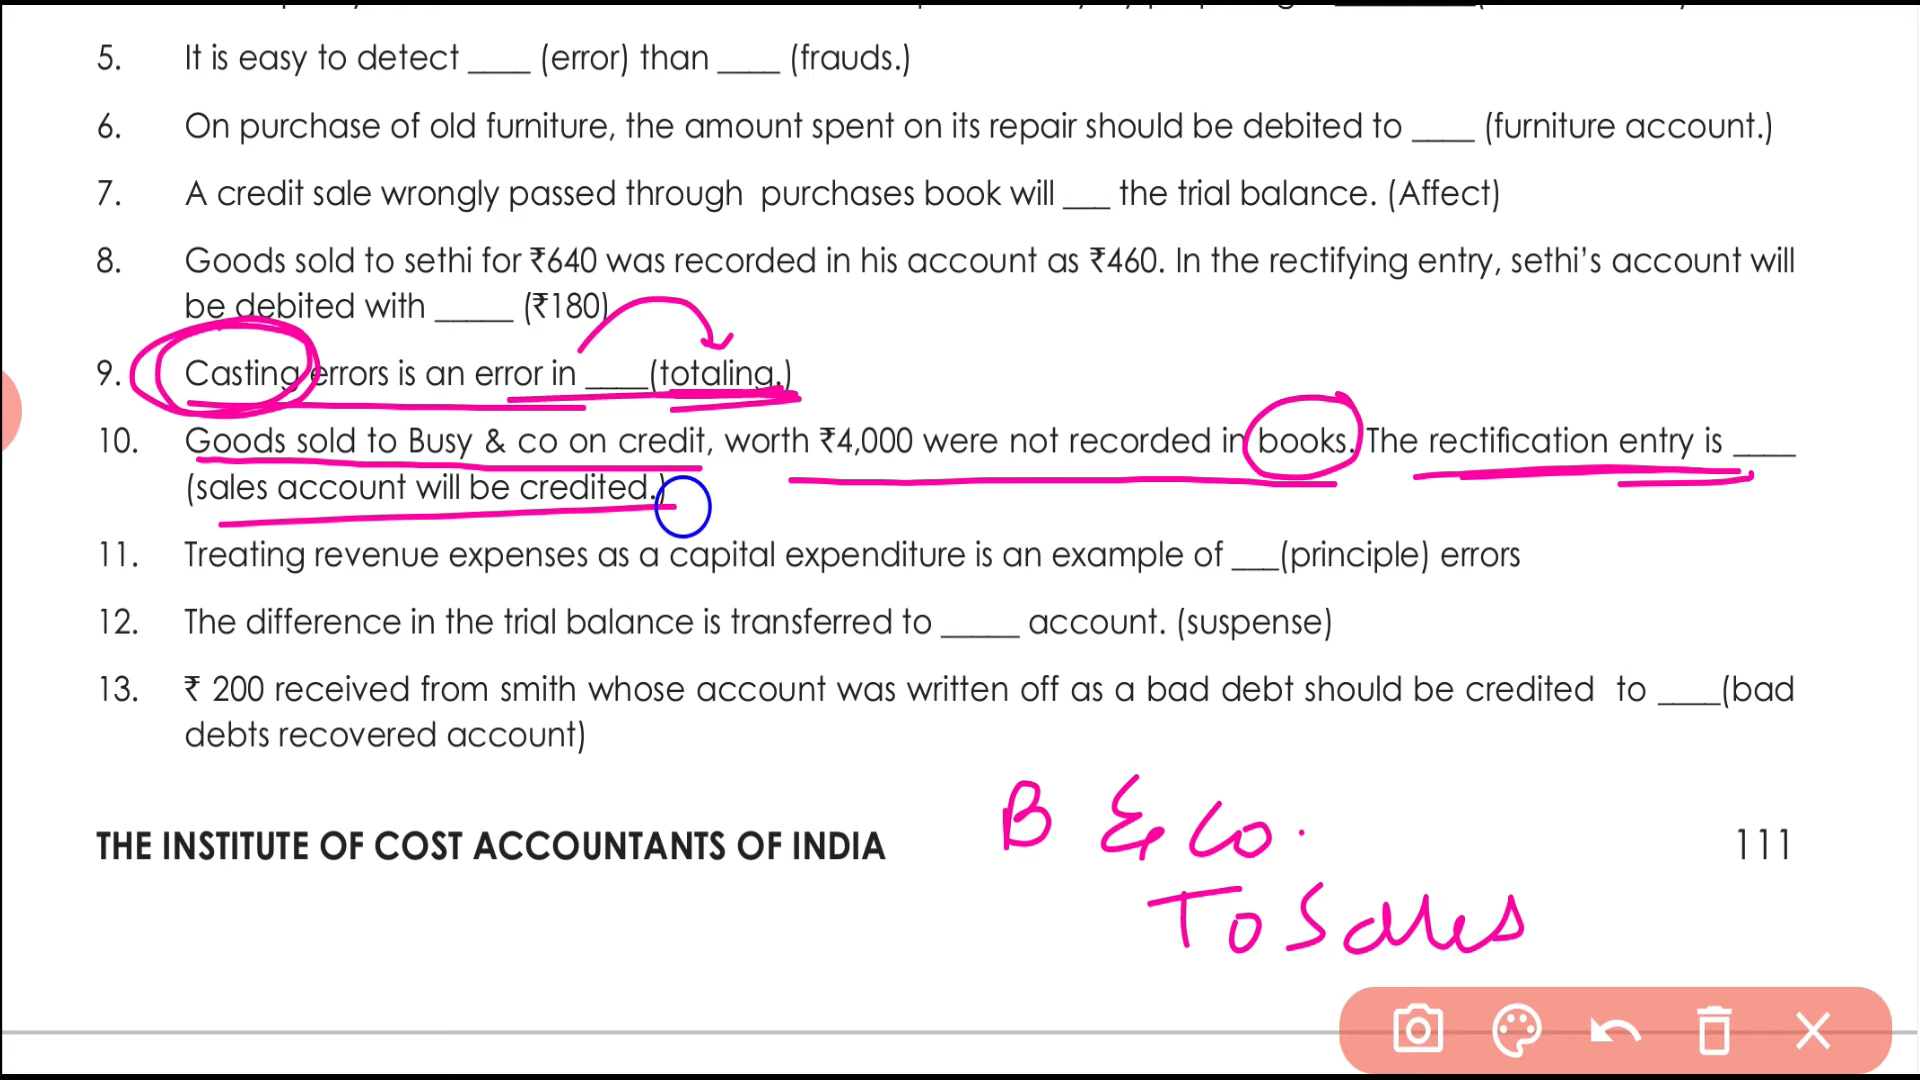 5. It is easy to detect ____ (error) than ____ (frauds.)
6. On purchase of old furniture, the amount spent on its repair should be debited to ____ (furniture account.)
7. A credit sale wrongly passed through purchases book will ___ the trial balance. (Affect)
8. Goods sold to sethi for ₹640 was recorded in his account as ₹460. In the rectifying entry, sethi's account will
be debited with _____ (₹180)
9. Casting errors is an error in ____(totaling.)
10. Goods sold to Busy & co on credit, worth ₹4,000 were not recorded in books. The rectification entry is ____
(sales account will be credited.)
11. Treating revenue expenses as a capital expenditure is an example of ___(principle) errors
12. The difference in the trial balance is transferred to _____ account. (suspense)
13. ₹ 200 received from smith whose account was written off as a bad debt should be credited to ____(bad
debts recovered account)
B & Co.
THE INSTITUTE OF COST ACCOUNTANTS OF INDIA 111
To Sales